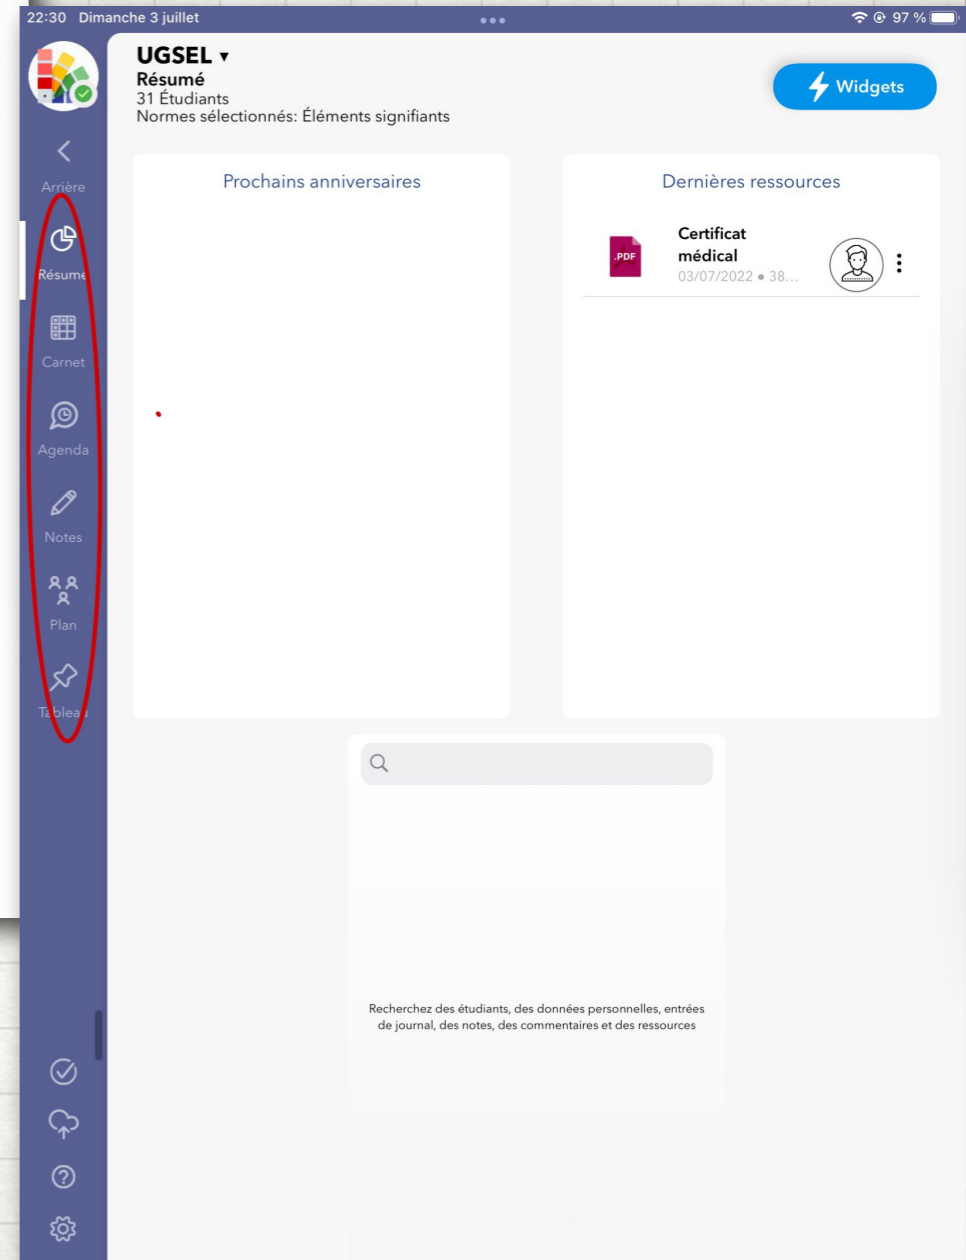 22:30 Dimanche 3 juillet
97 %
UGSEL ▾
Résumé
31 Étudiants
Normes sélectionnés: Éléments signifiants
Widgets
Arrière
Résumé
Carnet
Agenda
Notes
Plan
Tableau
Prochains anniversaires
Dernières ressources
.PDF
Certificat
médical
03/07/2022 • 38...
Recherchez des étudiants, des données personnelles, entrées
de journal, des notes, des commentaires et des ressources